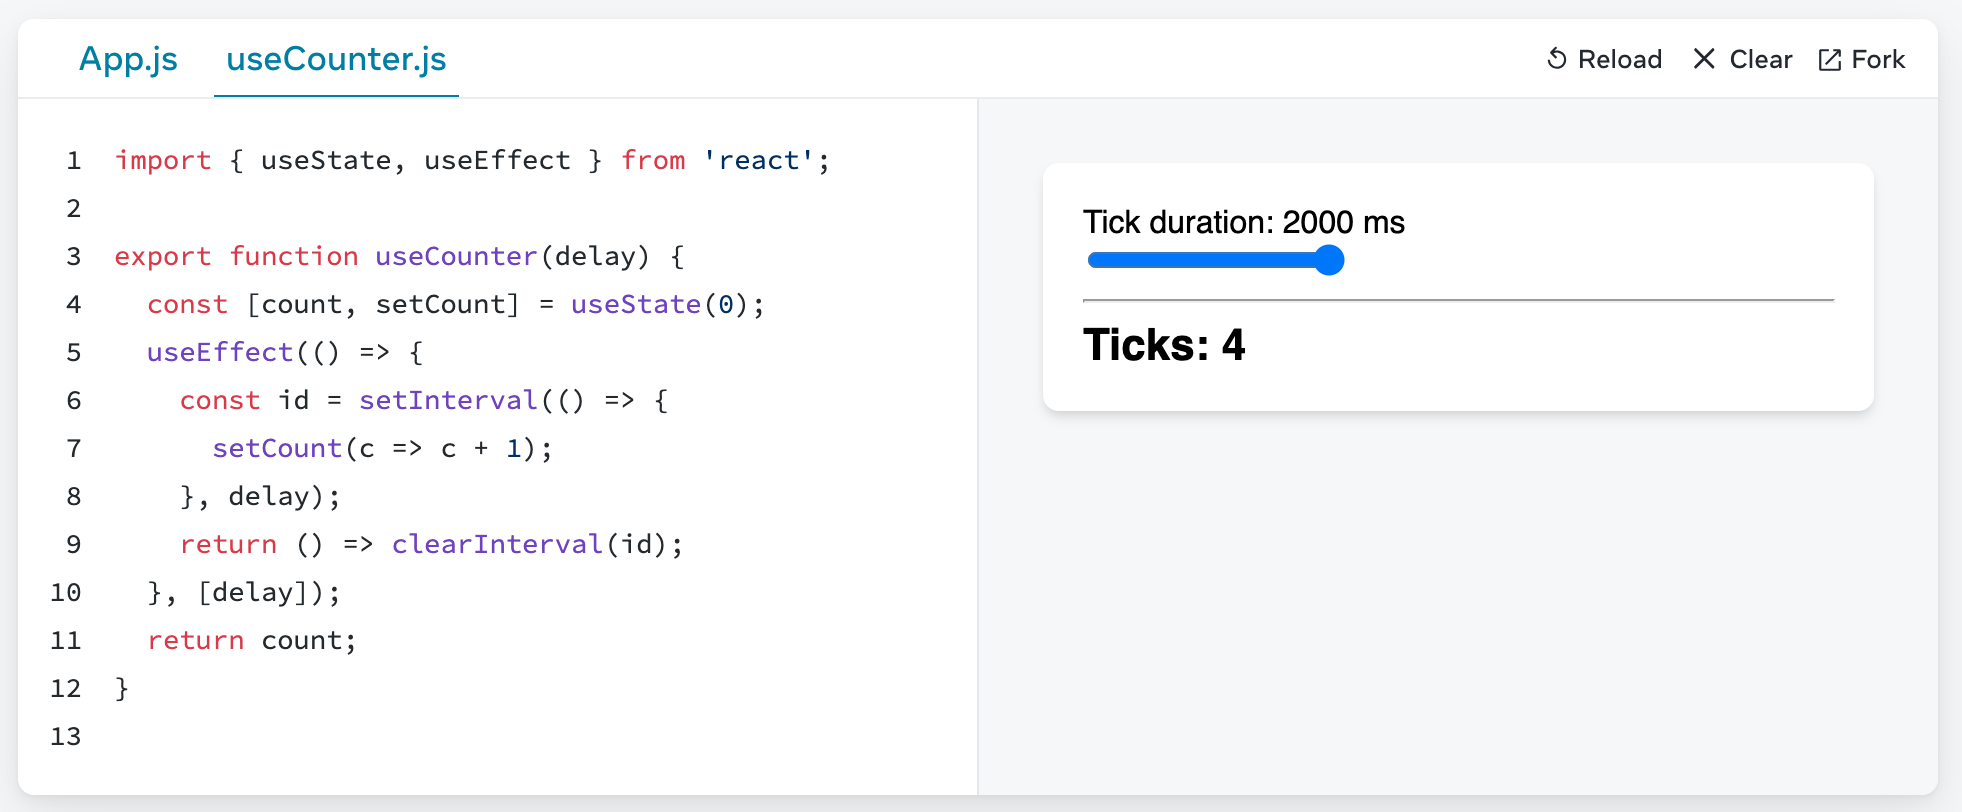 App.js useCounter.js Reload Clear Fork
1 import { useState, useEffect } from 'react';
2
3 export function useCounter(delay) {
4   const [count, setCount] = useState(0);
5   useEffect(() => {
6     const id = setInterval(() => {
7       setCount(c => c + 1);
8     }, delay);
9     return () => clearInterval(id);
10   }, [delay]);
11   return count;
12 }
13
Tick duration: 2000 ms
Ticks: 4